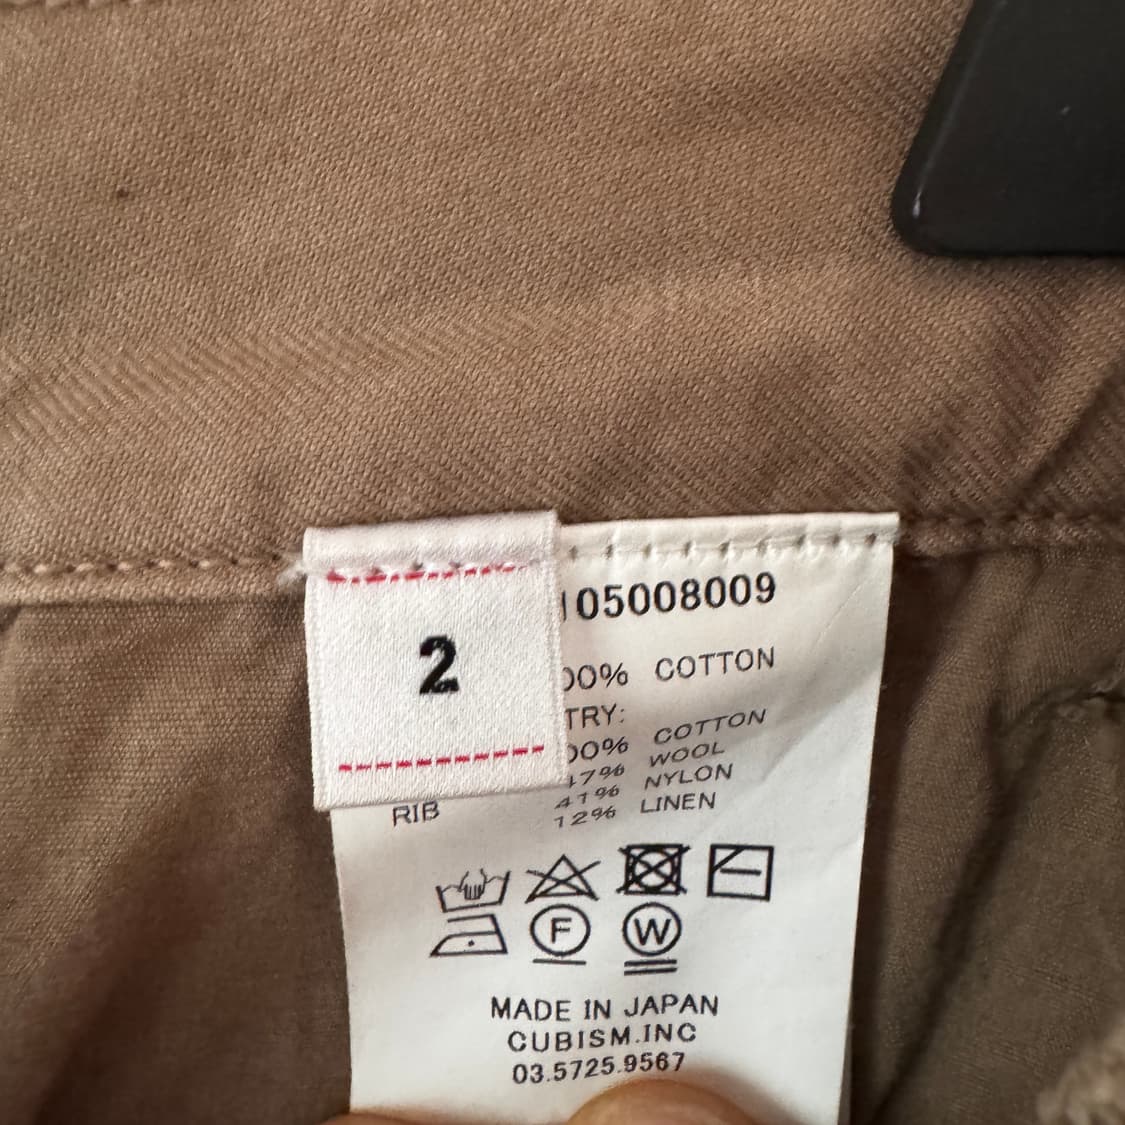 2
05008009
00% COTTON
TRY:
00% COTTON
47% WOOL
41% NYLON
RIB
12% LINEN
F
W
MADE IN JAPAN
CUBISM.INC
03.5725.9567